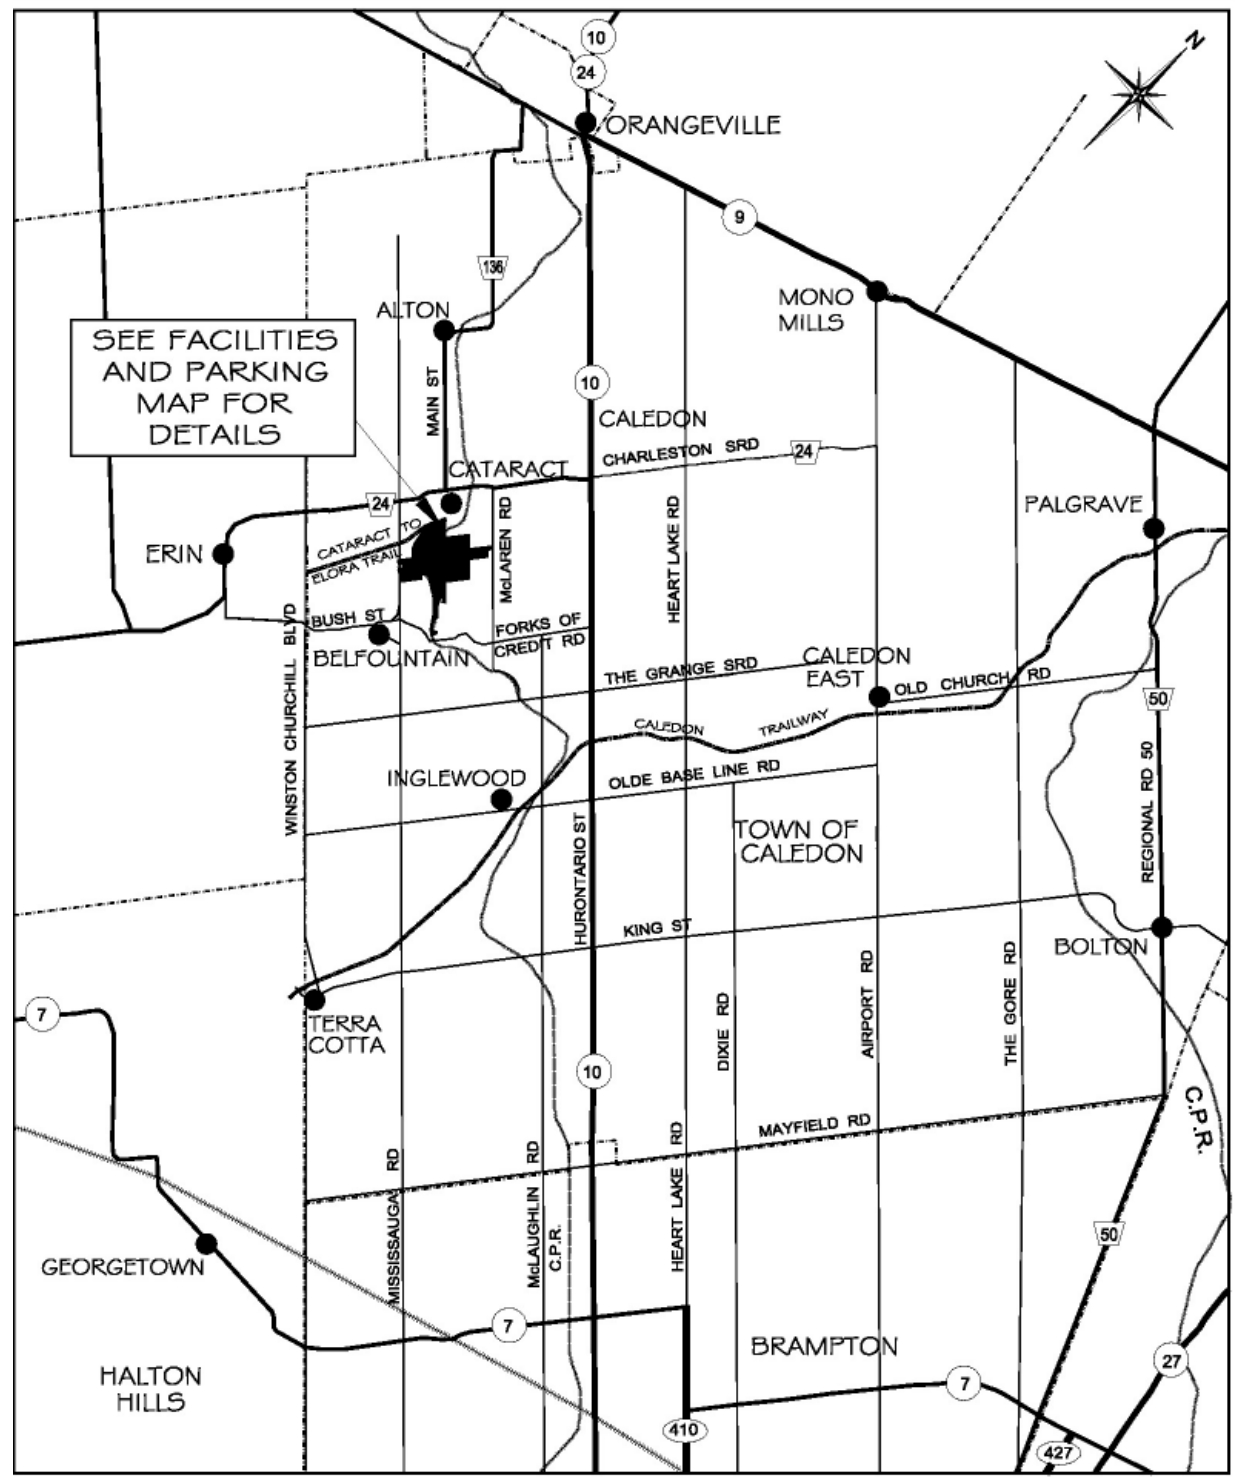 10
24
N
ORANGEVILLE
9
136
ALTON
MONO
MILLS
SEE FACILITIES
AND PARKING
MAP FOR
DETAILS
MAIN ST
10
CALEDON
CHARLESTON SRD
24
CATARACT
24
CATARACT TO
ELORA TRAIL
ERIN
McLAREN RD
HEART LAKE RD
PALGRAVE
BUSH ST
BELFOUNTAIN
FORKS OF
CREDIT RD
THE GRANGE SRD
CALEDON
EAST
OLD CHURCH RD
50
WINSTON CHURCHILL BLVD
CALEDON TRAILWAY
INGLEWOOD
OLDE BASE LINE RD
REGIONAL RD 50
TOWN OF
CALEDON
HURONTARIO ST
KING ST
BOLTON
7
TERRA
COTTA
DIXIE RD
AIRPORT RD
THE GORE RD
10
C.P.R.
MAYFIELD RD
MISSISSAUGA RD
McLAUGHLIN RD
C.P.R.
HEART LAKE RD
50
GEORGETOWN
7
BRAMPTON
27
HALTON
HILLS
7
410
427